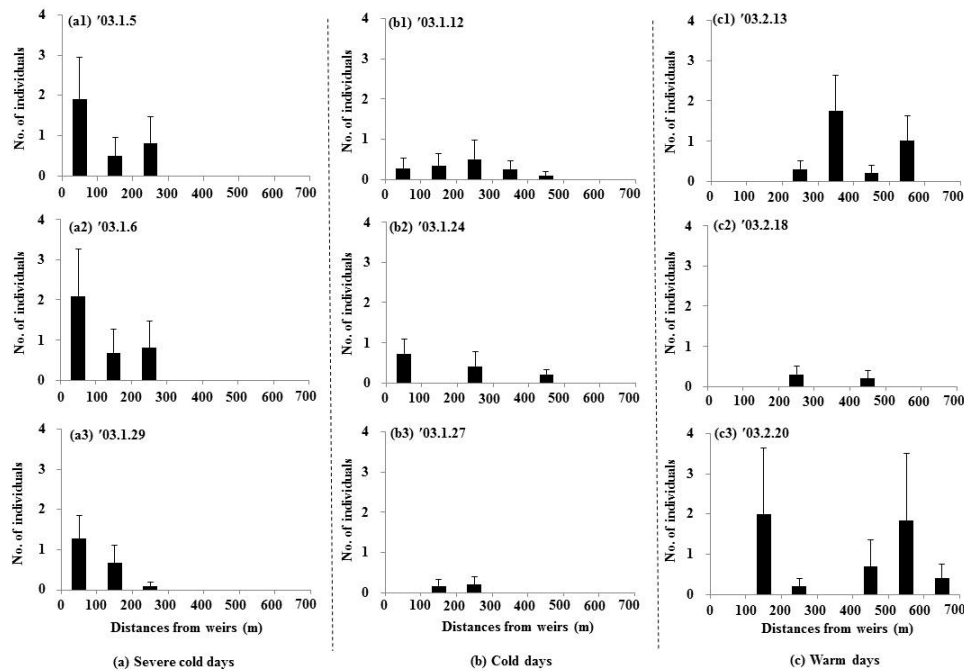 (a1) '03.1.5
No. of individuals
4
3
2
1
0
0 100 200 300 400 500 600 700
(a2) '03.1.6
No. of individuals
4
3
2
1
0
0 100 200 300 400 500 600 700
(a3) '03.1.29
No. of individuals
4
3
2
1
0
0 100 200 300 400 500 600 700
Distances from weirs (m)
(a) Severe cold days
(b1) '03.1.12
No. of individuals
4
3
2
1
0
0 100 200 300 400 500 600 700
(b2) '03.1.24
No. of individuals
4
3
2
1
0
0 100 200 300 400 500 600 700
(b3) '03.1.27
No. of individuals
4
3
2
1
0
0 100 200 300 400 500 600 700
Distances from weirs (m)
(b) Cold days
c1) '03.2.13
No. of individuals
4
3
2
1
0
0 100 200 300 400 500 600 700
(c2) '03.2.18
No. of individuals
4
3
2
1
0
0 100 200 300 400 500 600 700
(c3) '03.2.20
No. of individuals
4
3
2
1
0
0 100 200 300 400 500 600 700
Distances from weirs (m)
(c) Warm days